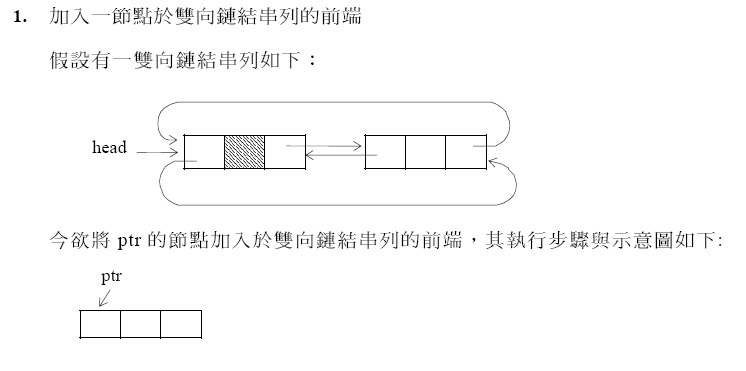 1. 加入一節點於雙向鏈結串列的前端
假設有一雙向鏈結串列如下：
head
今欲將 ptr 的節點加入於雙向鏈結串列的前端，其執行步驟與示意圖如下:
ptr